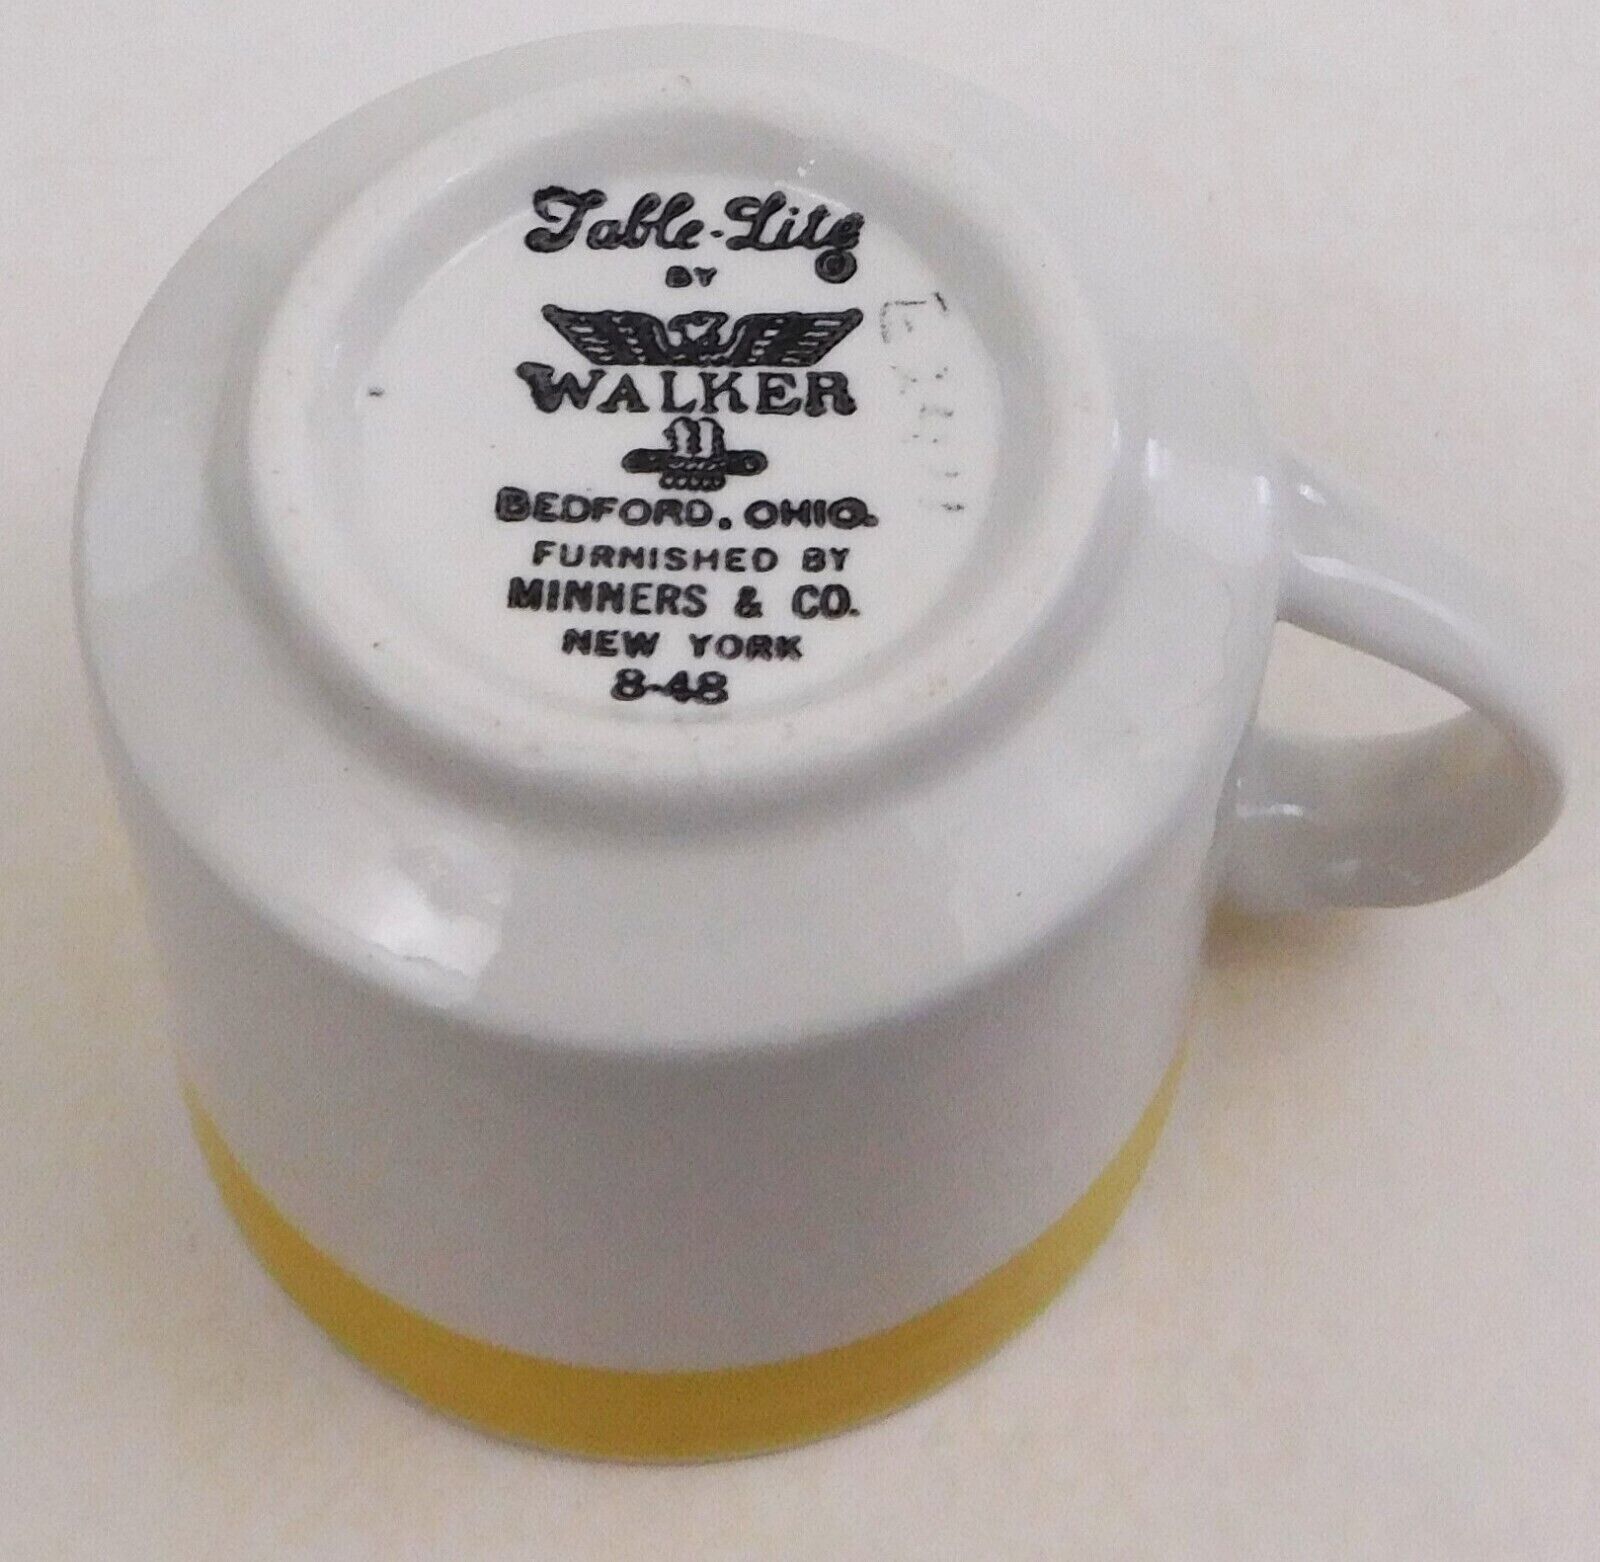 Table-Lite
BY
WALKER
BEDFORD, OHIO.
FURNISHED BY
MINNERS & CO.
NEW YORK
8-48